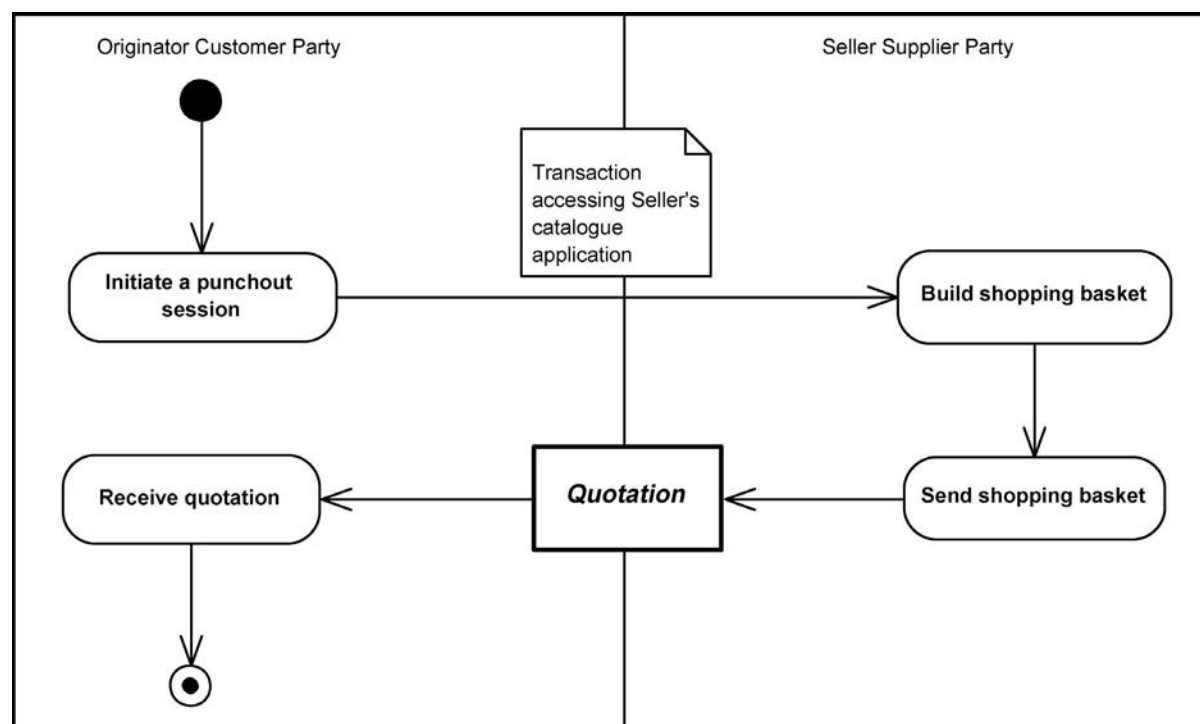 Originator Customer Party
Seller Supplier Party
Transaction
accessing Seller's
catalogue
application
Initiate a punchout
session
Build shopping basket
Receive quotation
Quotation
Send shopping basket